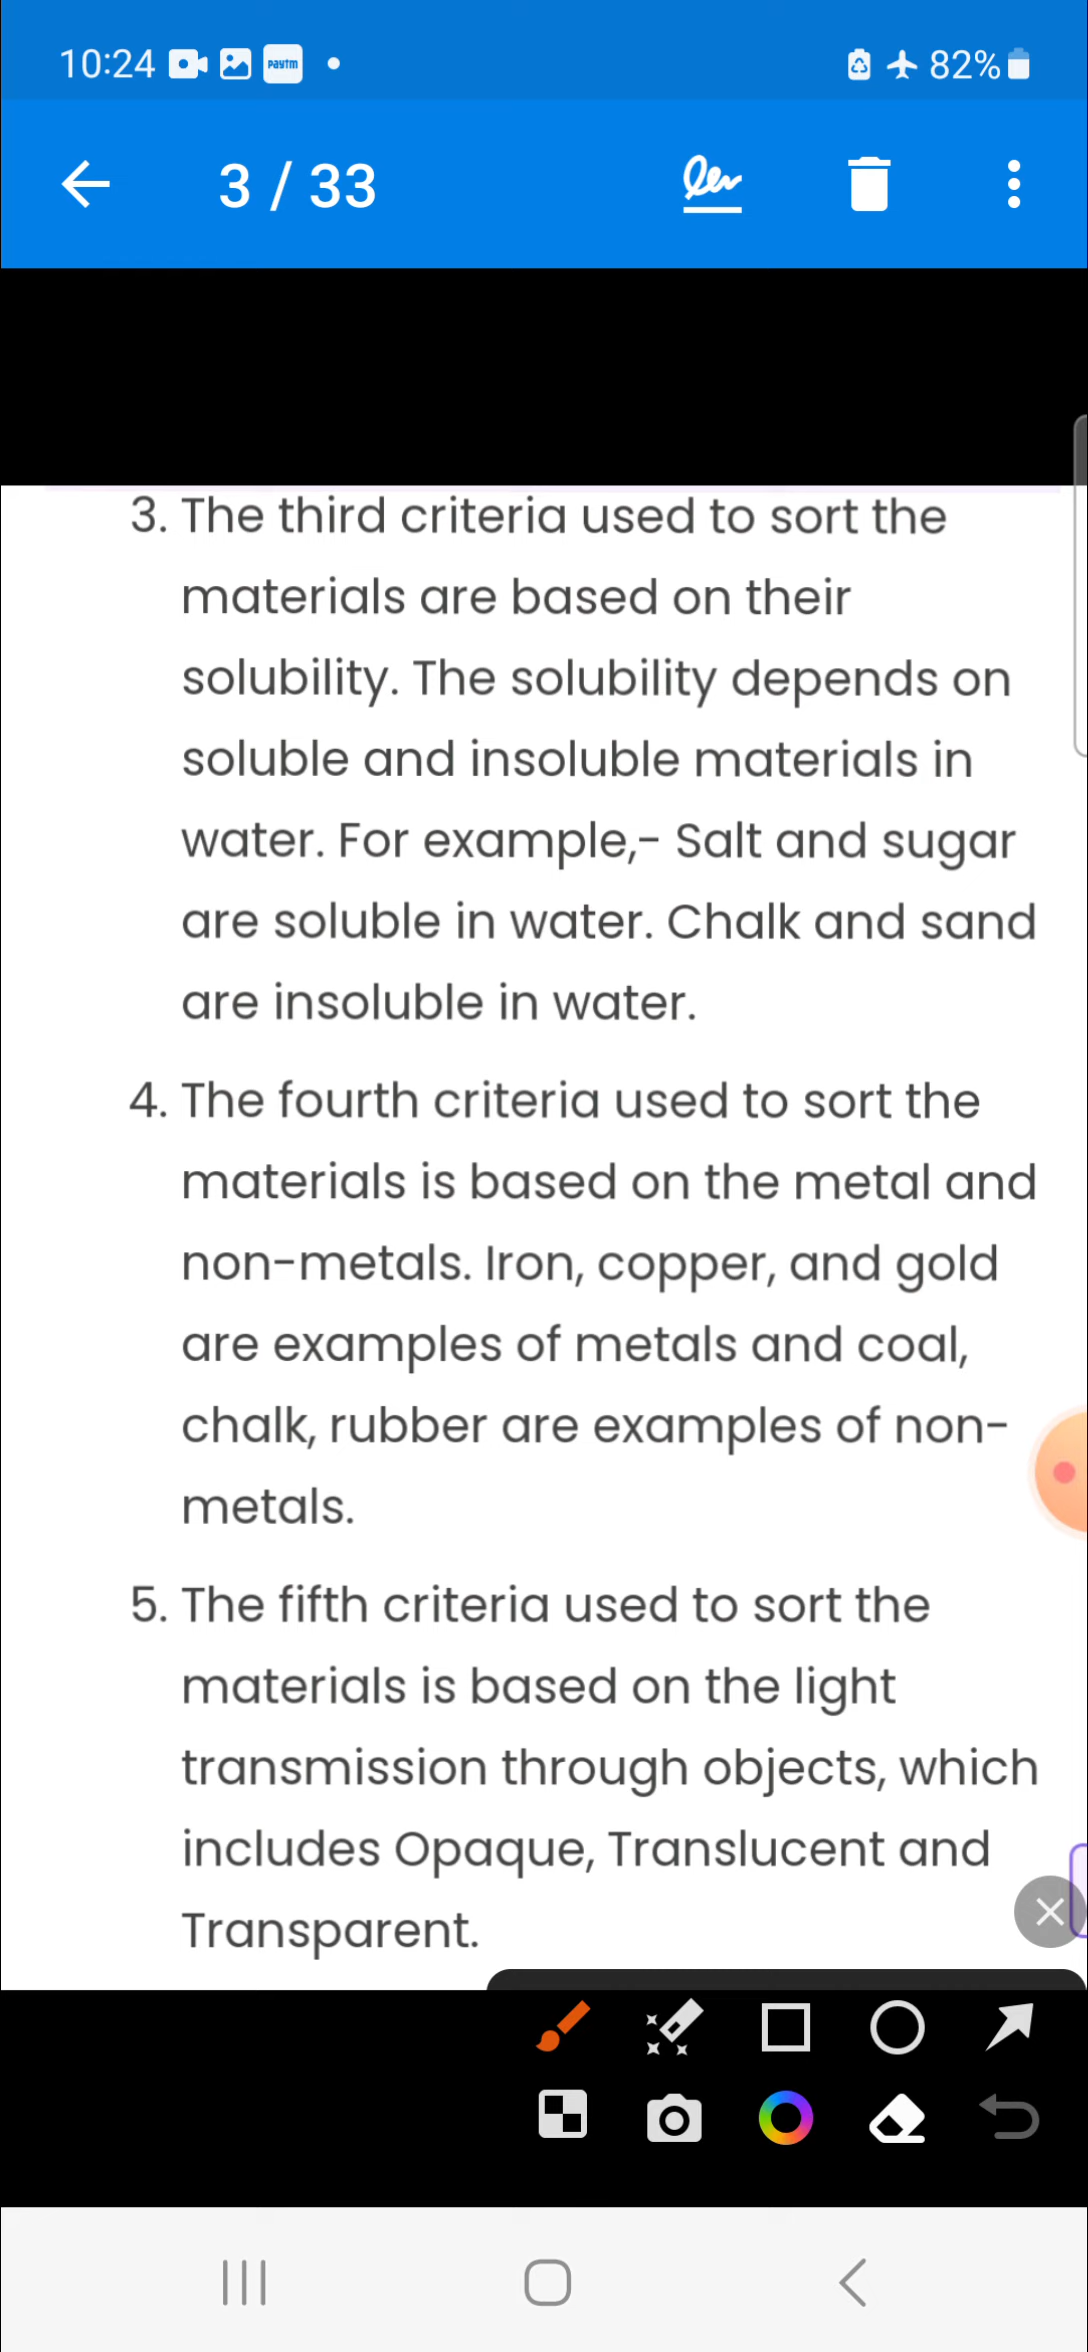 10:24 Paytm 82%
3 / 33
3. The third criteria used to sort the
materials are based on their
solubility. The solubility depends on
soluble and insoluble materials in
water. For example,- Salt and sugar
are soluble in water. Chalk and sand
are insoluble in water.
4. The fourth criteria used to sort the
materials is based on the metal and
non-metals. Iron, copper, and gold
are examples of metals and coal,
chalk, rubber are examples of non-
metals.
5. The fifth criteria used to sort the
materials is based on the light
transmission through objects, which
includes Opaque, Translucent and
Transparent.